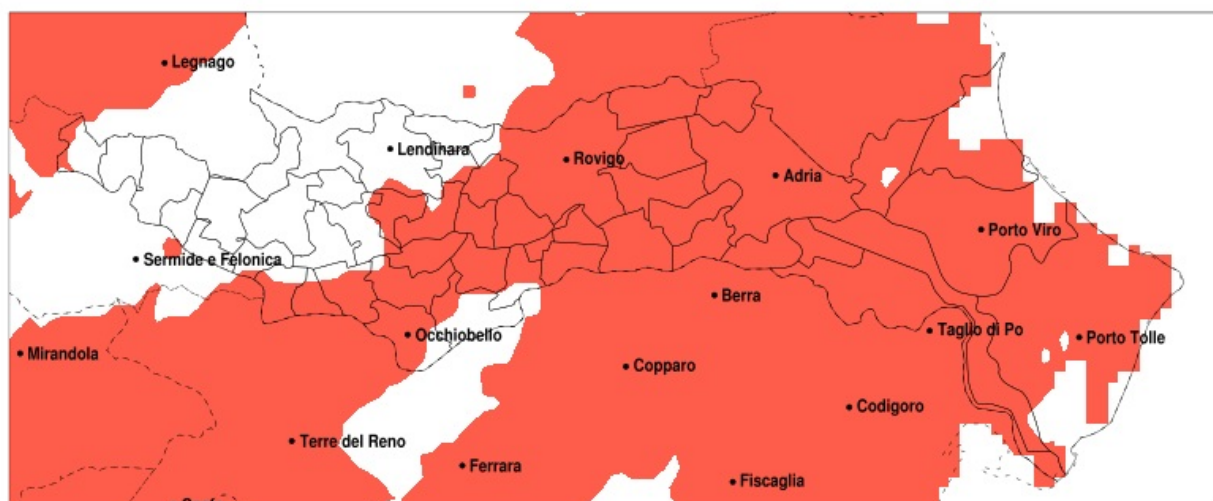 Legnago
Lendinara
Rovigo
Adria
Porto Viro
Sermide e Felonica
Berra
Taglio di Po
Porto Tolle
Occhiobello
Mirandola
Copparo
Codigoro
Terre del Reno
Ferrara
Fiscaglia